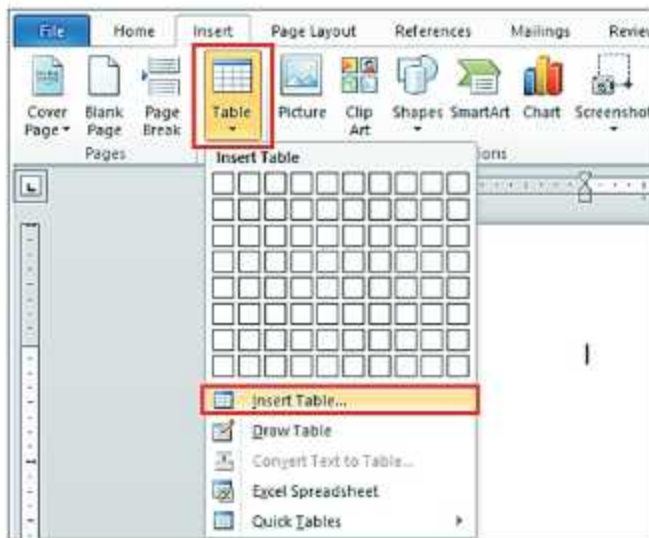 File Home Insert Page Layout References Mailings
Table Picture Clip Art Shapes SmartArt Chart
Cover Page Blank Page Page Break
Pages
Insert Table
Insert Table...
Draw Table
Convert Text to Table...
Excel Spreadsheet
Quick Tables